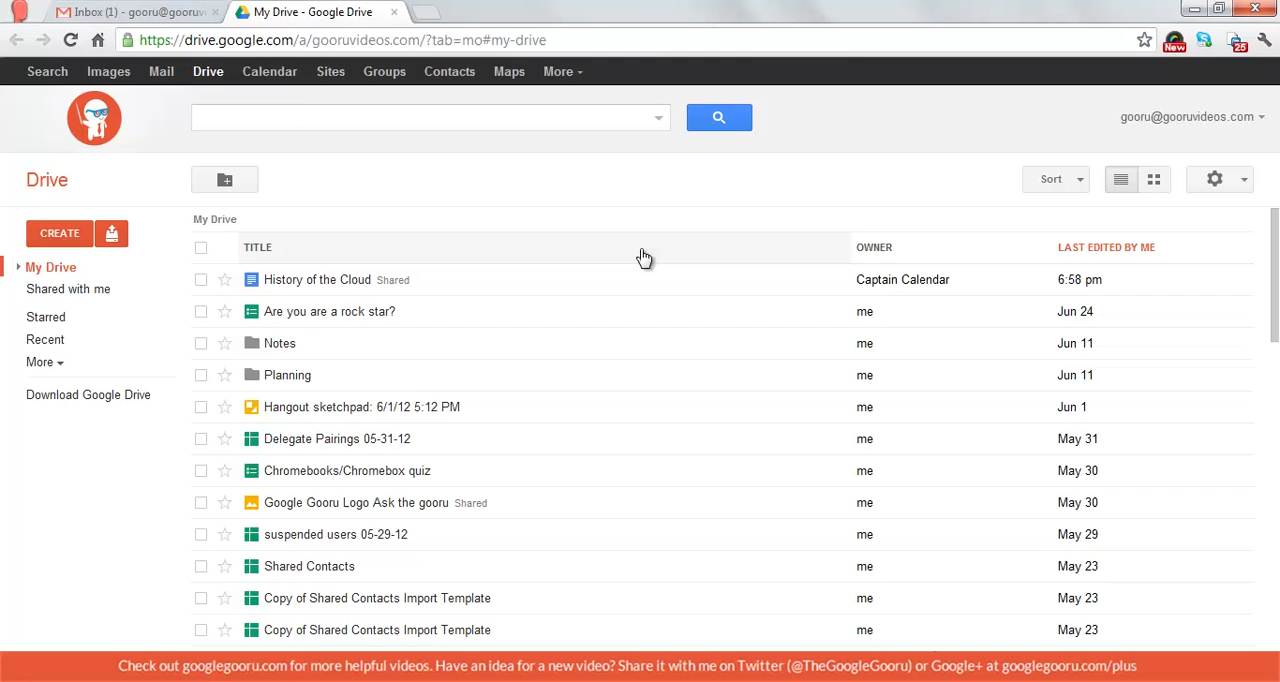 Inbox (1) - gooru@gooruv
My Drive - Google Drive
https://drive.google.com/a/gooruvideos.com/?tab=mo#my-drive
New
25
Search Images Mail Drive Calendar Sites Groups Contacts Maps More
gooru@gooruvideos.com
Drive
Sort
My Drive
CREATE
TITLE OWNER LAST EDITED BY ME
My Drive
Shared with me
Starred
Recent
More
Download Google Drive
History of the Cloud Shared Captain Calendar 6:58 pm
Are you are a rock star? me Jun 24
Notes me Jun 11
Planning me Jun 11
Hangout sketchpad: 6/1/12 5:12 PM me Jun 1
Delegate Pairings 05-31-12 me May 31
Chromebooks/Chromebox quiz me May 30
Google Gooru Logo Ask the gooru Shared me May 30
suspended users 05-29-12 me May 29
Shared Contacts me May 23
Copy of Shared Contacts Import Template me May 23
Copy of Shared Contacts Import Template me May 23
Check out googlegooru.com for more helpful videos. Have an idea for a new video? Share it with me on Twitter (@TheGoogleGooru) or Google+ at googlegooru.com/plus